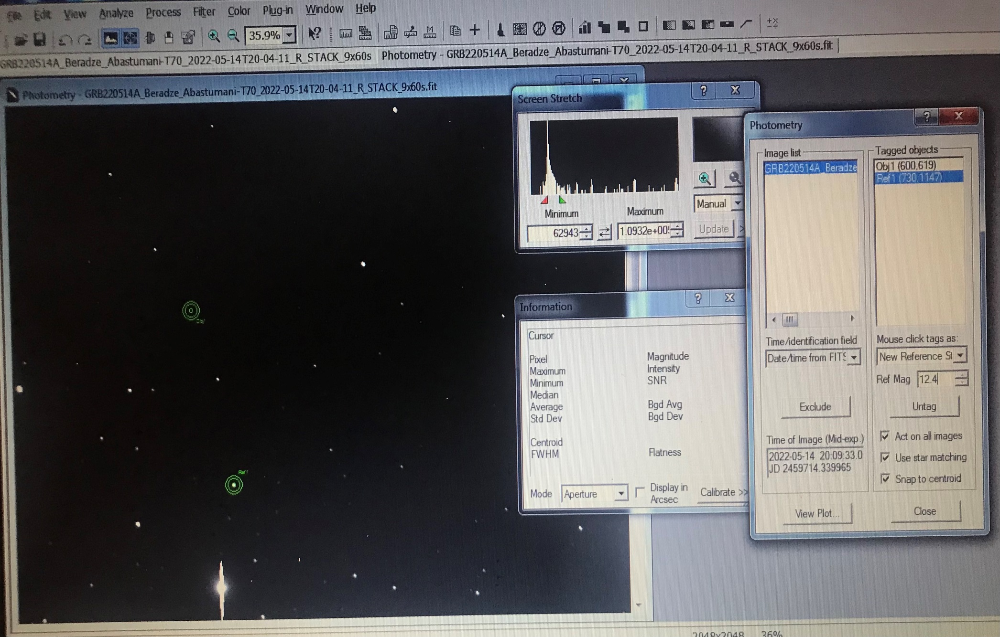 File Edit View Analyze Process Filter Color Plug-in Window Help
35.9%
M
GRB220514A_Beradze_Abastumani-T70_2022-05-14T20-04-11_R_STACK_9x60s
Photometry - GRB220514A_Beradze_Abastumani-T70_2022-05-14T20-04-11_R_STACK_9x60s.fit
Photometry - GRB220514A_Beradze_Abastumani-T70_2022-05-14T20-04-11_R_STACK_9x60s.fit
Ref1
Screen Stretch
Minimum
Maximum
62943
1.0932e+00
Manual
Update
Information
Cursor
Pixel
Magnitude
Maximum
Intensity
Minimum
SNR
Median
Average
Bgd Avg
Std Dev
Bgd Dev
Centroid
FWHM
Flatness
Mode
Aperture
Display in
Arcsec
Calibrate >>
Photometry
Image list
GRB220514A_Beradze
Tagged objects
Obj1 (600,619)
Ref1 (730,1147)
Time/identification field
Date/time from FITS
Mouse click tags as:
New Reference St
Ref Mag
12.4
Exclude
Untag
Time of Image (Mid-exp.)
2022-05-14 20:09:33.0
JD 2459714.339965
Act on all images
Use star matching
Snap to centroid
View Plot...
Close
2048x2048
36%